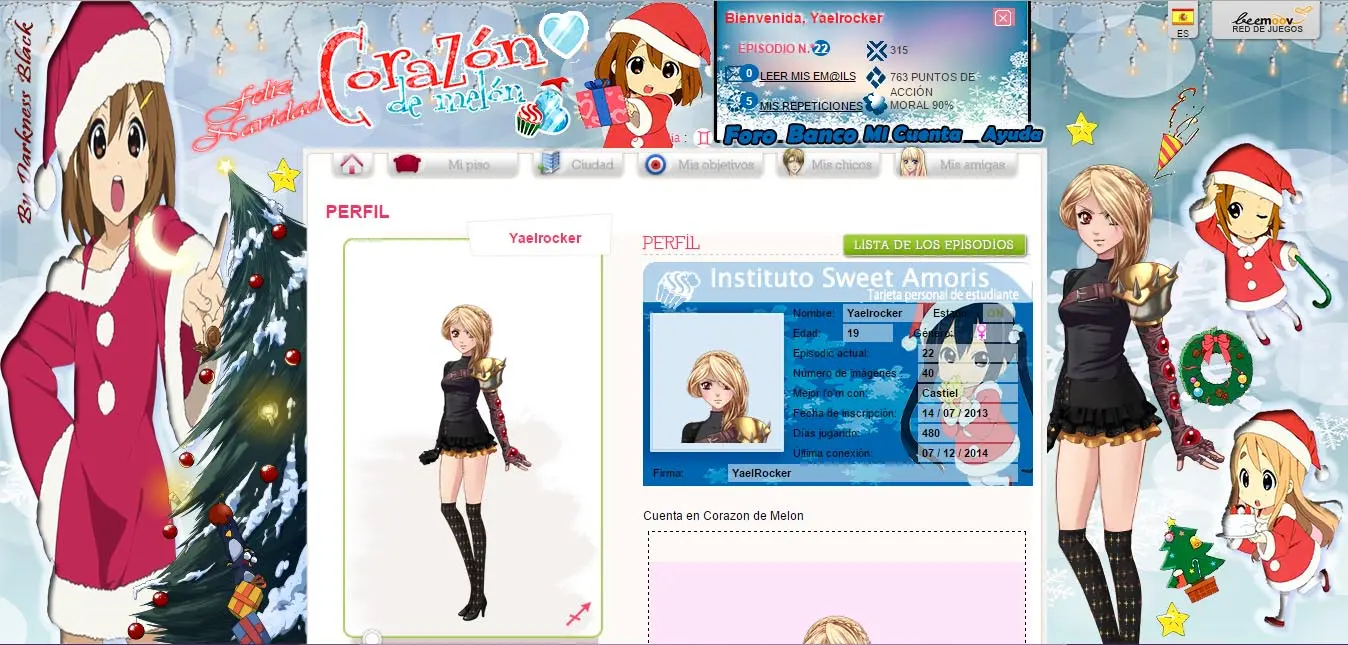 By Darkness Black
Feliz
Navidad
Corazón
de melón
Bienvenida, Yaelrocker
EPISODIO N. 22
315
0 LEER MIS EM@ILS
763 PUNTOS DE
ACCIÓN
5 MIS REPETICIONES
MORAL 90%
Foro . Banco Mi Cuenta __ Ayuda
ES
beemoov
RED DE JUEGOS
Mi piso
Ciudad
Mis objetivos
Mis chicos
Mis amigas
PERFIL
Yaelrocker
PERFIL
LISTA DE LOS EPISODIOS
Instituto Sweet Amoris
Tarjeta personal de estudiante
Nombre: Yaelrocker
ON
Edad: 19
Género:
Episodio actual: 22
Número de imágenes 40
Mejor fo'm con: Castiel
Fecha de inscripción: 14 / 07 / 2013
Días jugando: 480
Última conexión: 07 / 12 / 2014
Firma: YaelRocker
Cuenta en Corazon de Melon